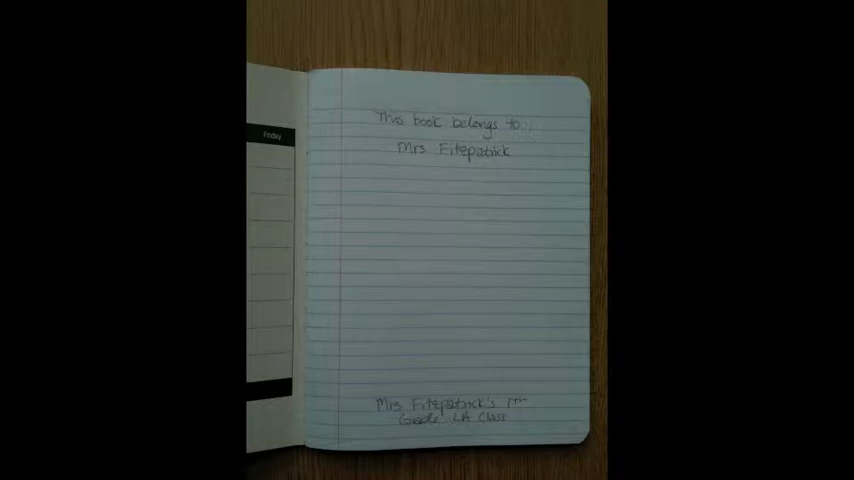 Friday
This book belongs to
Mrs Fitzpatrick
Mrs. Fitzpatrick's 7th
Grade LA Class